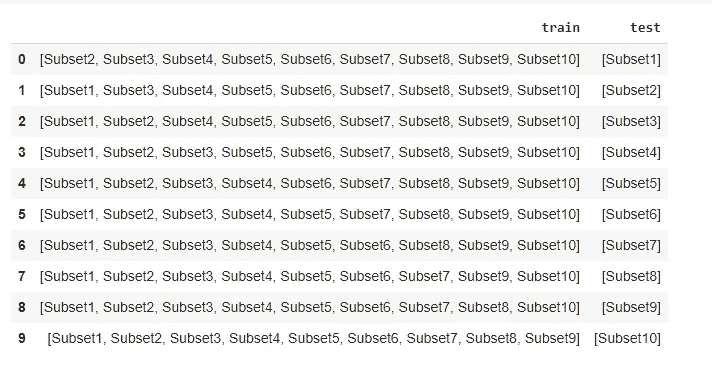 train test
0 [Subset2, Subset3, Subset4, Subset5, Subset6, Subset7, Subset8, Subset9, Subset10] [Subset1]
1 [Subset1, Subset3, Subset4, Subset5, Subset6, Subset7, Subset8, Subset9, Subset10] [Subset2]
2 [Subset1, Subset2, Subset4, Subset5, Subset6, Subset7, Subset8, Subset9, Subset10] [Subset3]
3 [Subset1, Subset2, Subset3, Subset5, Subset6, Subset7, Subset8, Subset9, Subset10] [Subset4]
4 [Subset1, Subset2, Subset3, Subset4, Subset6, Subset7, Subset8, Subset9, Subset10] [Subset5]
5 [Subset1, Subset2, Subset3, Subset4, Subset5, Subset7, Subset8, Subset9, Subset10] [Subset6]
6 [Subset1, Subset2, Subset3, Subset4, Subset5, Subset6, Subset8, Subset9, Subset10] [Subset7]
7 [Subset1, Subset2, Subset3, Subset4, Subset5, Subset6, Subset7, Subset9, Subset10] [Subset8]
8 [Subset1, Subset2, Subset3, Subset4, Subset5, Subset6, Subset7, Subset8, Subset10] [Subset9]
9 [Subset1, Subset2, Subset3, Subset4, Subset5, Subset6, Subset7, Subset8, Subset9] [Subset10]